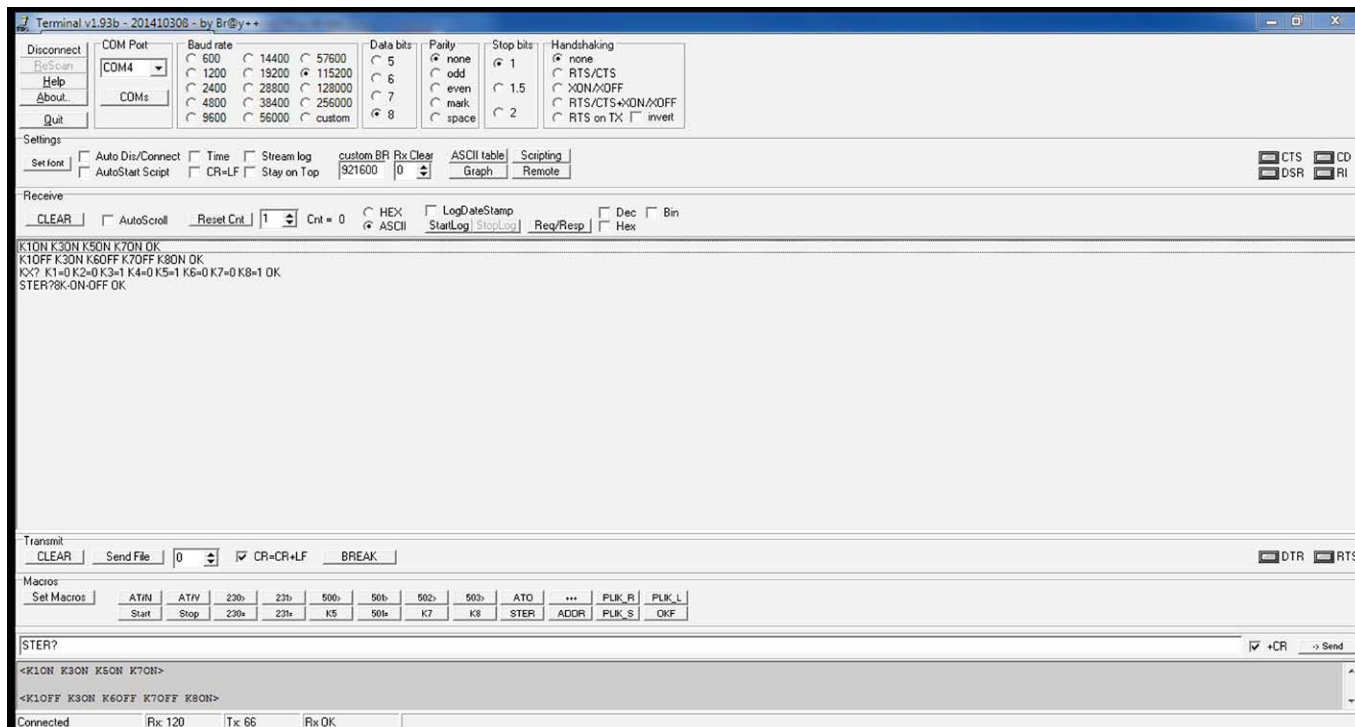 Terminal v1.93b - 20141030ß - by Br@y++
Disconnect
ReScan
Help
About..
Quit
COM Port
COM4
COMs
Baud rate
600 14400 57600
1200 19200 115200
2400 28800 128000
4800 38400 256000
9600 56000 custom
Data bits
5
6
7
8
Parity
none
odd
even
mark
space
Stop bits
1
1.5
2
Handshaking
none
RTS/CTS
XON/XOFF
RTS/CTS+XON/XOFF
RTS on TX invert
Settings
Set font
Auto Dis/Connect Time Stream log custom BR Rx Clear ASCII table Scripting
AutoStart Script CR=LF Stay on Top 921600 0 Graph Remote
CTS CD
DSR RI
Receive
CLEAR AutoScroll Reset Cnt 1 Cnt = 0
HEX
ASCII
LogDateStamp
StartLog StopLog Req/Resp
Dec Bin
Hex
K1ON K3ON K5ON K7ON OK
K1OFF K3ON K6OFF K7OFF K8ON OK
KX? K1=0 K2=0 K3=1 K4=0 K5=1 K6=0 K7=0 K8=1 OK
STER?8K-ON-OFF OK
Transmit
CLEAR Send File 0 CR=CR+LF BREAK
DTR RTS
Macros
Set Macros AT/N AT/V 230> 231> 500> 501> 502> 503> ATO ... PLIK_R PLIK_L
Start Stop 230= 231= K5 501= K7 K8 STER ADDR PLIK_S OKF
STER? +CR -> Send
<K1ON K3ON K5ON K7ON>
<K1OFF K3ON K6OFF K7OFF K8ON>
Connected Rx: 120 Tx: 66 Rx OK